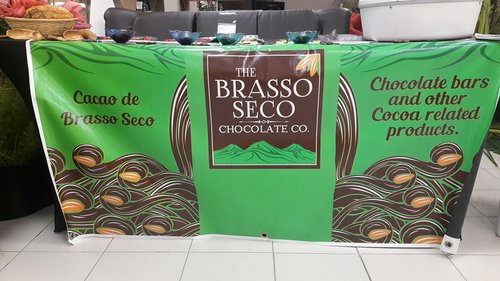 Cacao de
Brasso Seco
THE
BRASSO
SECO
CHOCOLATE CO.
Chocolate bars
and other
Cocoa related
products.